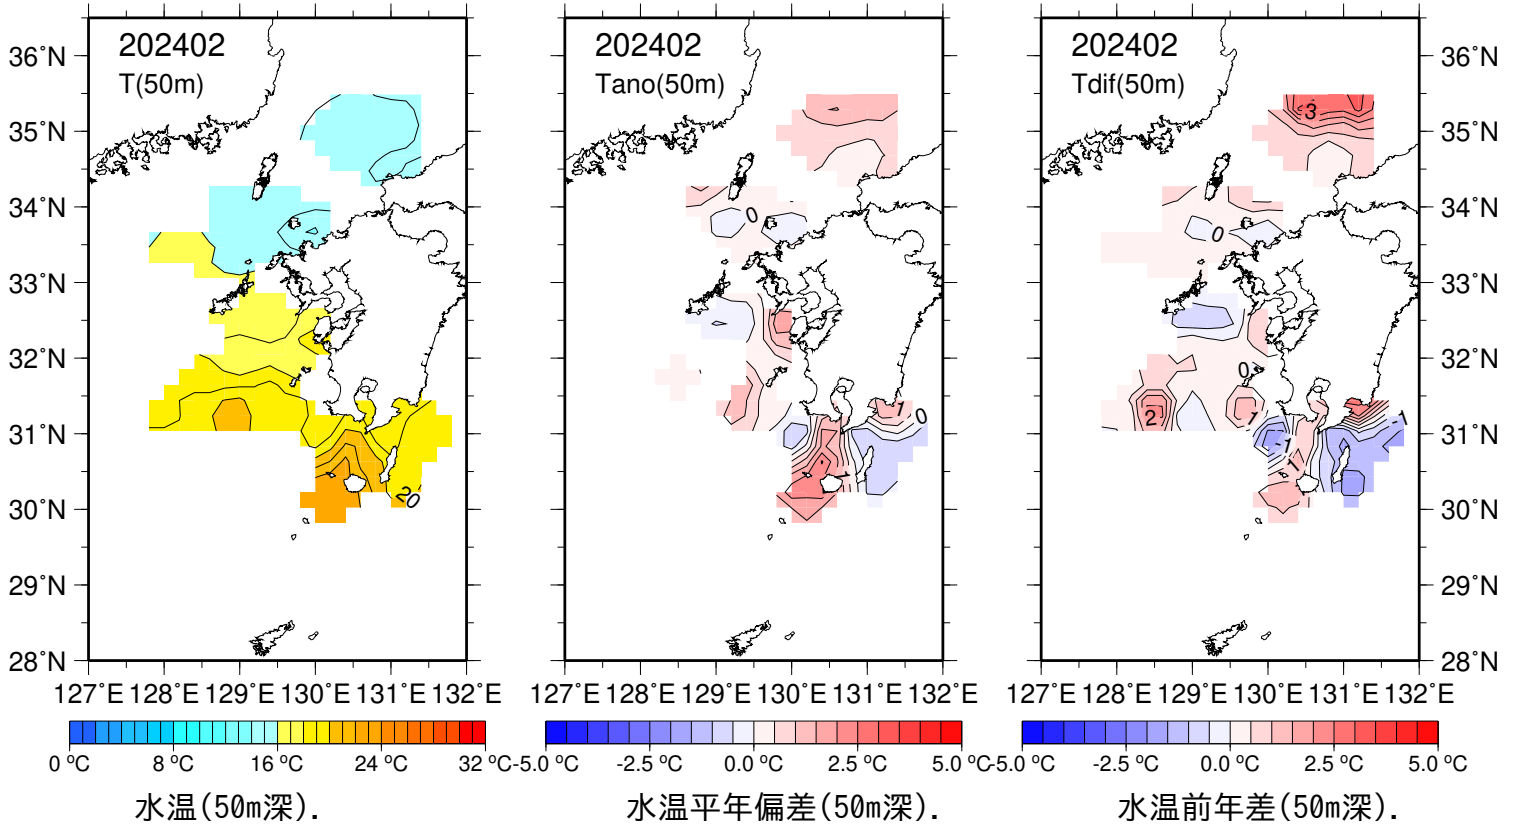 202402
T(50m)
20
36°N
35°N
34°N
33°N
32°N
31°N
30°N
29°N
28°N
127°E 128°E 129°E 130°E 131°E 132°E
0 °C 8 °C 16 °C 24 °C 32 °C
水温(50m深).
202402
Tano(50m)
0
1
0
1
127°E 128°E 129°E 130°E 131°E 132°E
-5.0 °C -2.5 °C 0.0 °C 2.5 °C 5.0 °C
水温平年偏差(50m深).
202402
Tdif(50m)
3
0
0
2
1
-1
-1
1
36°N
35°N
34°N
33°N
32°N
31°N
30°N
29°N
28°N
127°E 128°E 129°E 130°E 131°E 132°E
-5.0 °C -2.5 °C 0.0 °C 2.5 °C 5.0 °C
水温前年差(50m深).